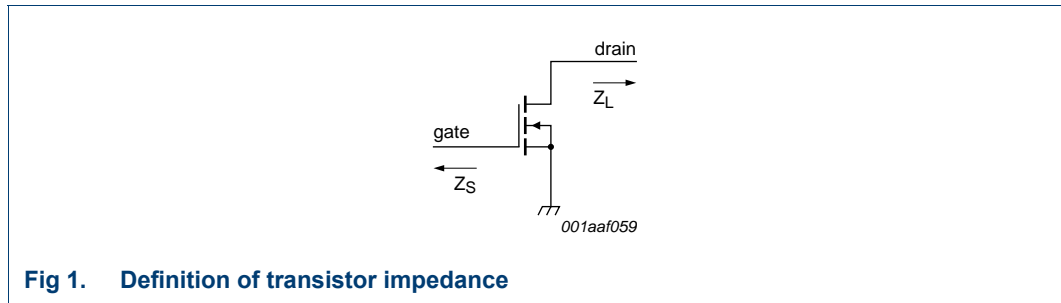 drain
Z_L
gate
Z_S
001aaf059
Fig 1. Definition of transistor impedance